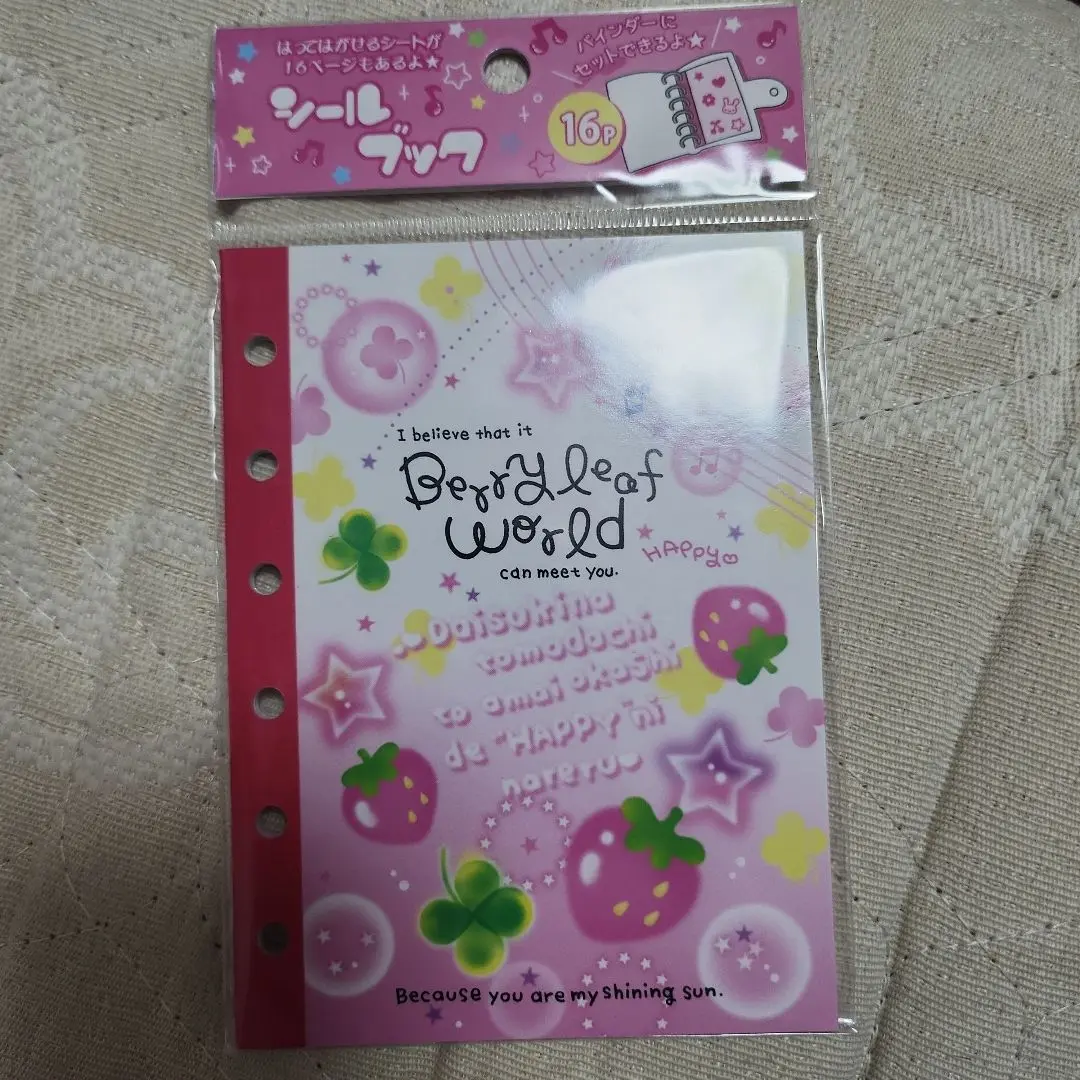 はってはがせるシートが
16ページもあるよ★
シール
ブック
16P
バインダーに
セットできるよ★
I believe that it
Berry leaf
world
can meet you.
HAPPY♡
Daisukina
tomodachi
to amai okashi
de "HAPPY"ni
nareru♥
Because you are my shining sun.